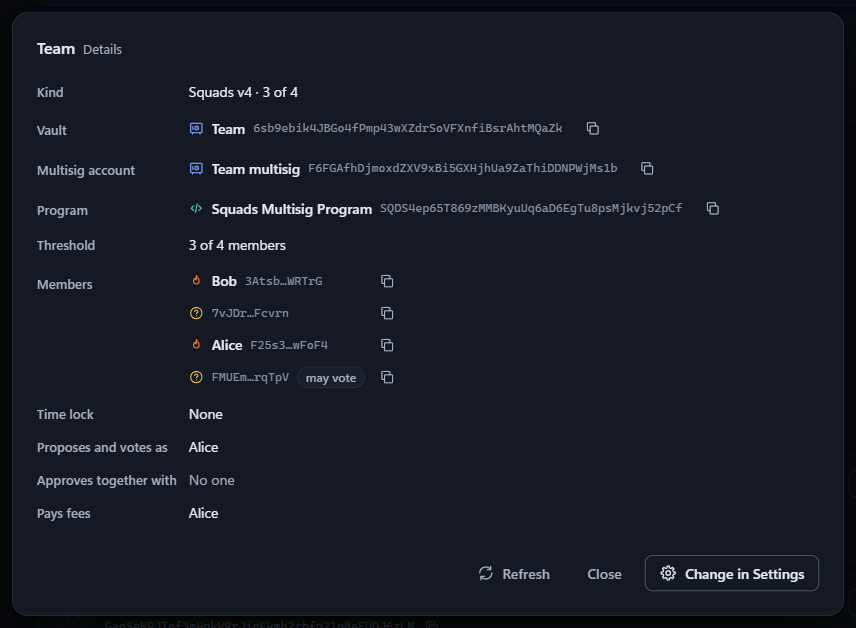 Team Details
Kind Squads v4 · 3 of 4
Vault Team 6sb9ebik4JBGo4fPmp43wXZdrSoVFXnfiBsrAhtMQaZk
Multisig account Team multisig F6FGAfhDjmoxdZXV9xBi5GXHjhUa9ZaThiDDNPWjMs1b
Program Squads Multisig Program SQDS4ep65T869zMMBKyuUq6aD6EgTu8psMjkvj52pCf
Threshold 3 of 4 members
Members Bob 3Atsb…WRTrG
7vJDr…Fcvrn
Alice F25s3…wFoF4
FMUEm…rqTpV may vote
Time lock None
Proposes and votes as Alice
Approves together with No one
Pays fees Alice
Refresh Close Change in Settings